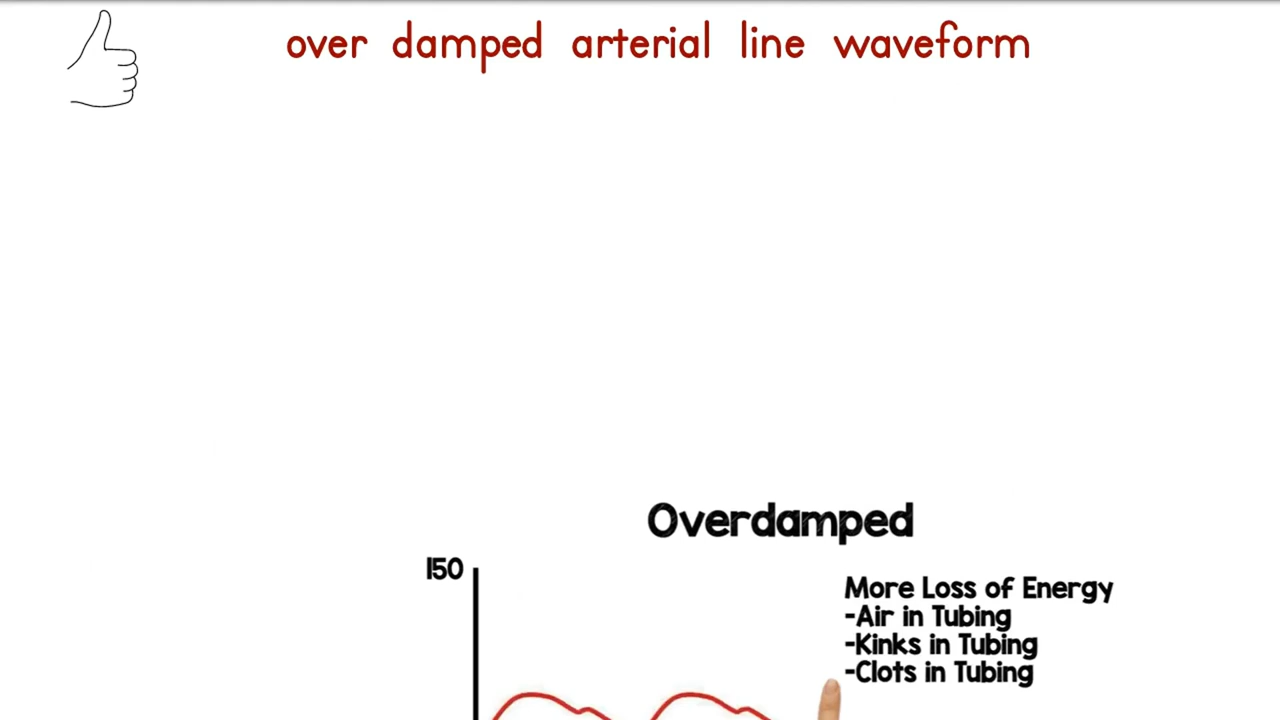 over damped arterial line waveform
Overdamped
150
More Loss of Energy
-Air in Tubing
-Kinks in Tubing
-Clots in Tubing